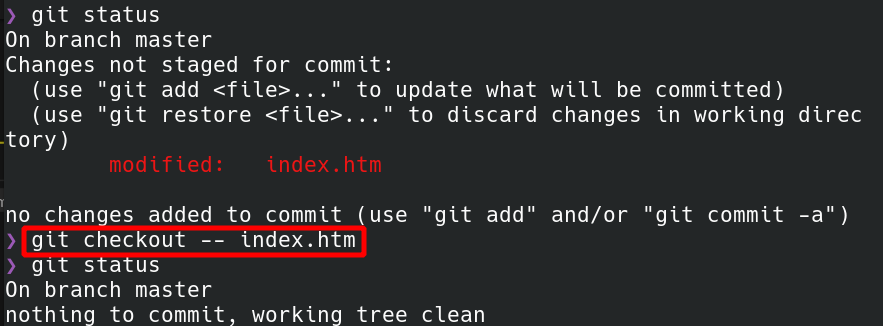 ❯ git status
On branch master
Changes not staged for commit:
  (use "git add <file>..." to update what will be committed)
  (use "git restore <file>..." to discard changes in working direc
tory)
        modified:   index.htm

no changes added to commit (use "git add" and/or "git commit -a")
❯ git checkout -- index.htm
❯ git status
On branch master
nothing to commit, working tree clean